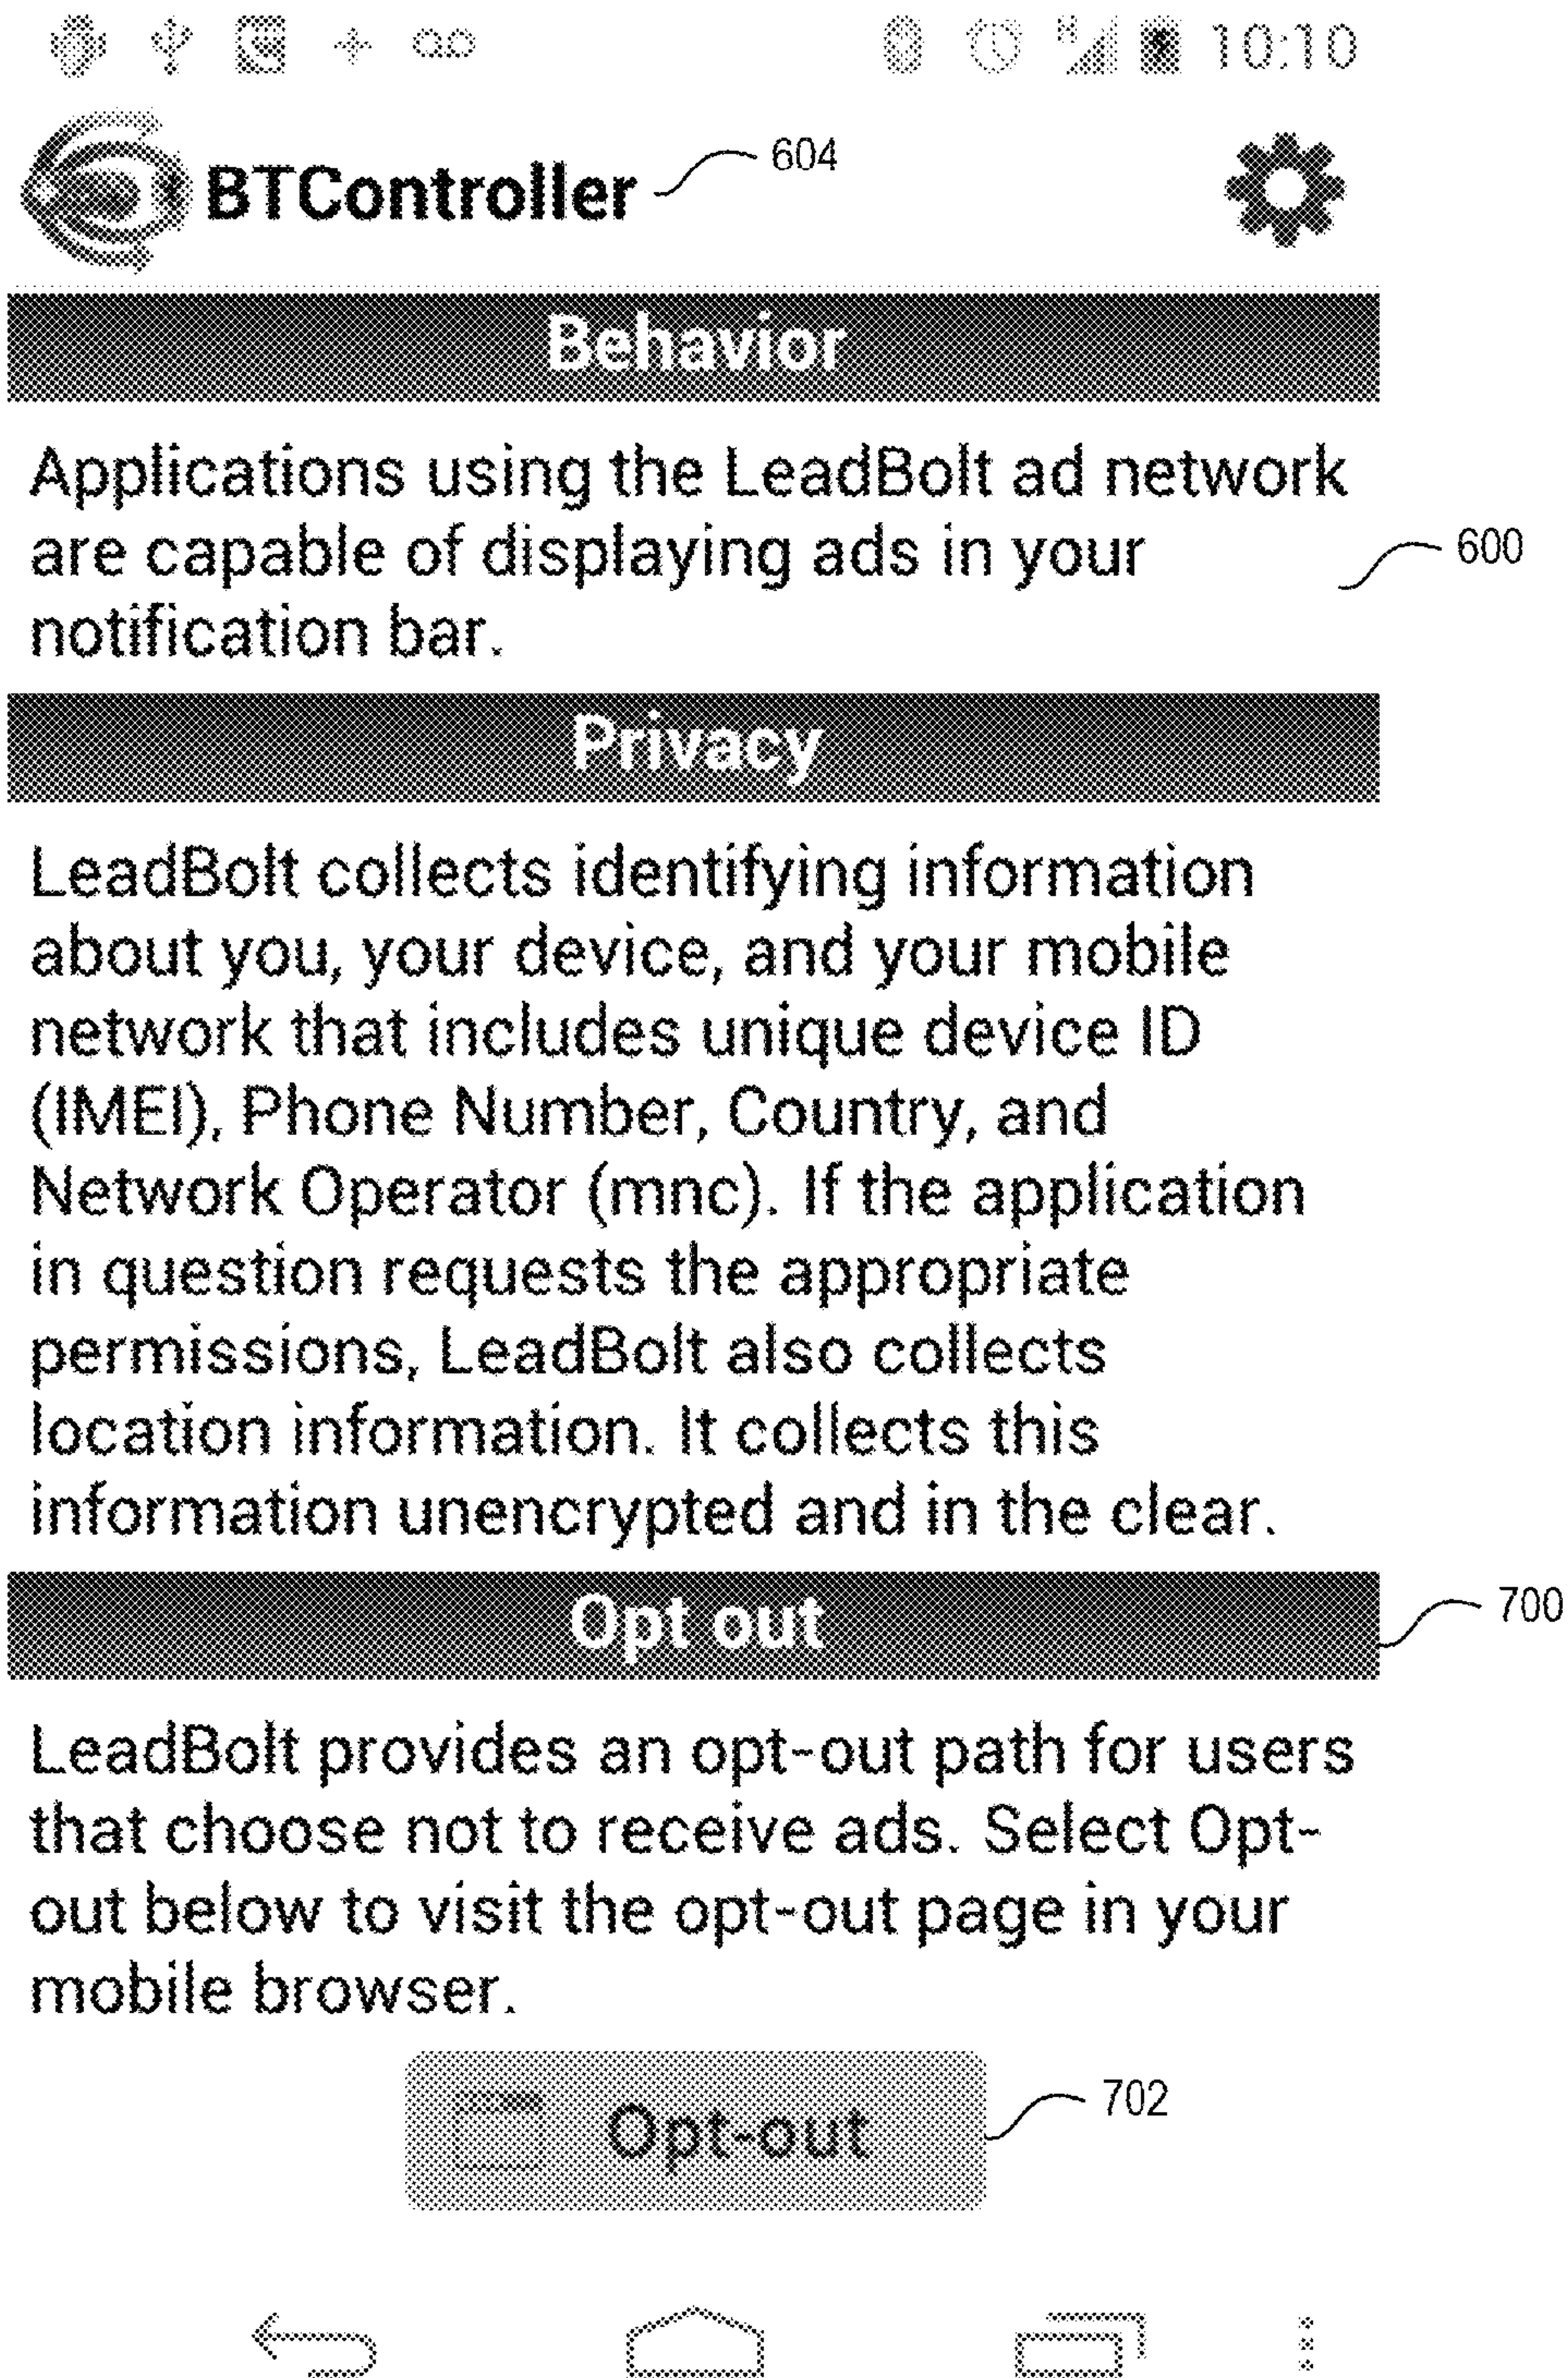 10:10
BTController
604
Behavior
Applications using the LeadBolt ad network
are capable of displaying ads in your
600
notification bar.
Privacy
LeadBolt collects identifying information
about you, your device, and your mobile
network that includes unique device ID
(IMEI), Phone Number, Country, and
Network Operator (mnc). If the application
in question requests the appropriate
permissions, LeadBolt also collects
location information. It collects this
information unencrypted and in the clear.
Opt out
700
LeadBolt provides an opt-out path for users
that choose not to receive ads. Select Opt-
out below to visit the opt-out page in your
mobile browser.
Opt-out
702